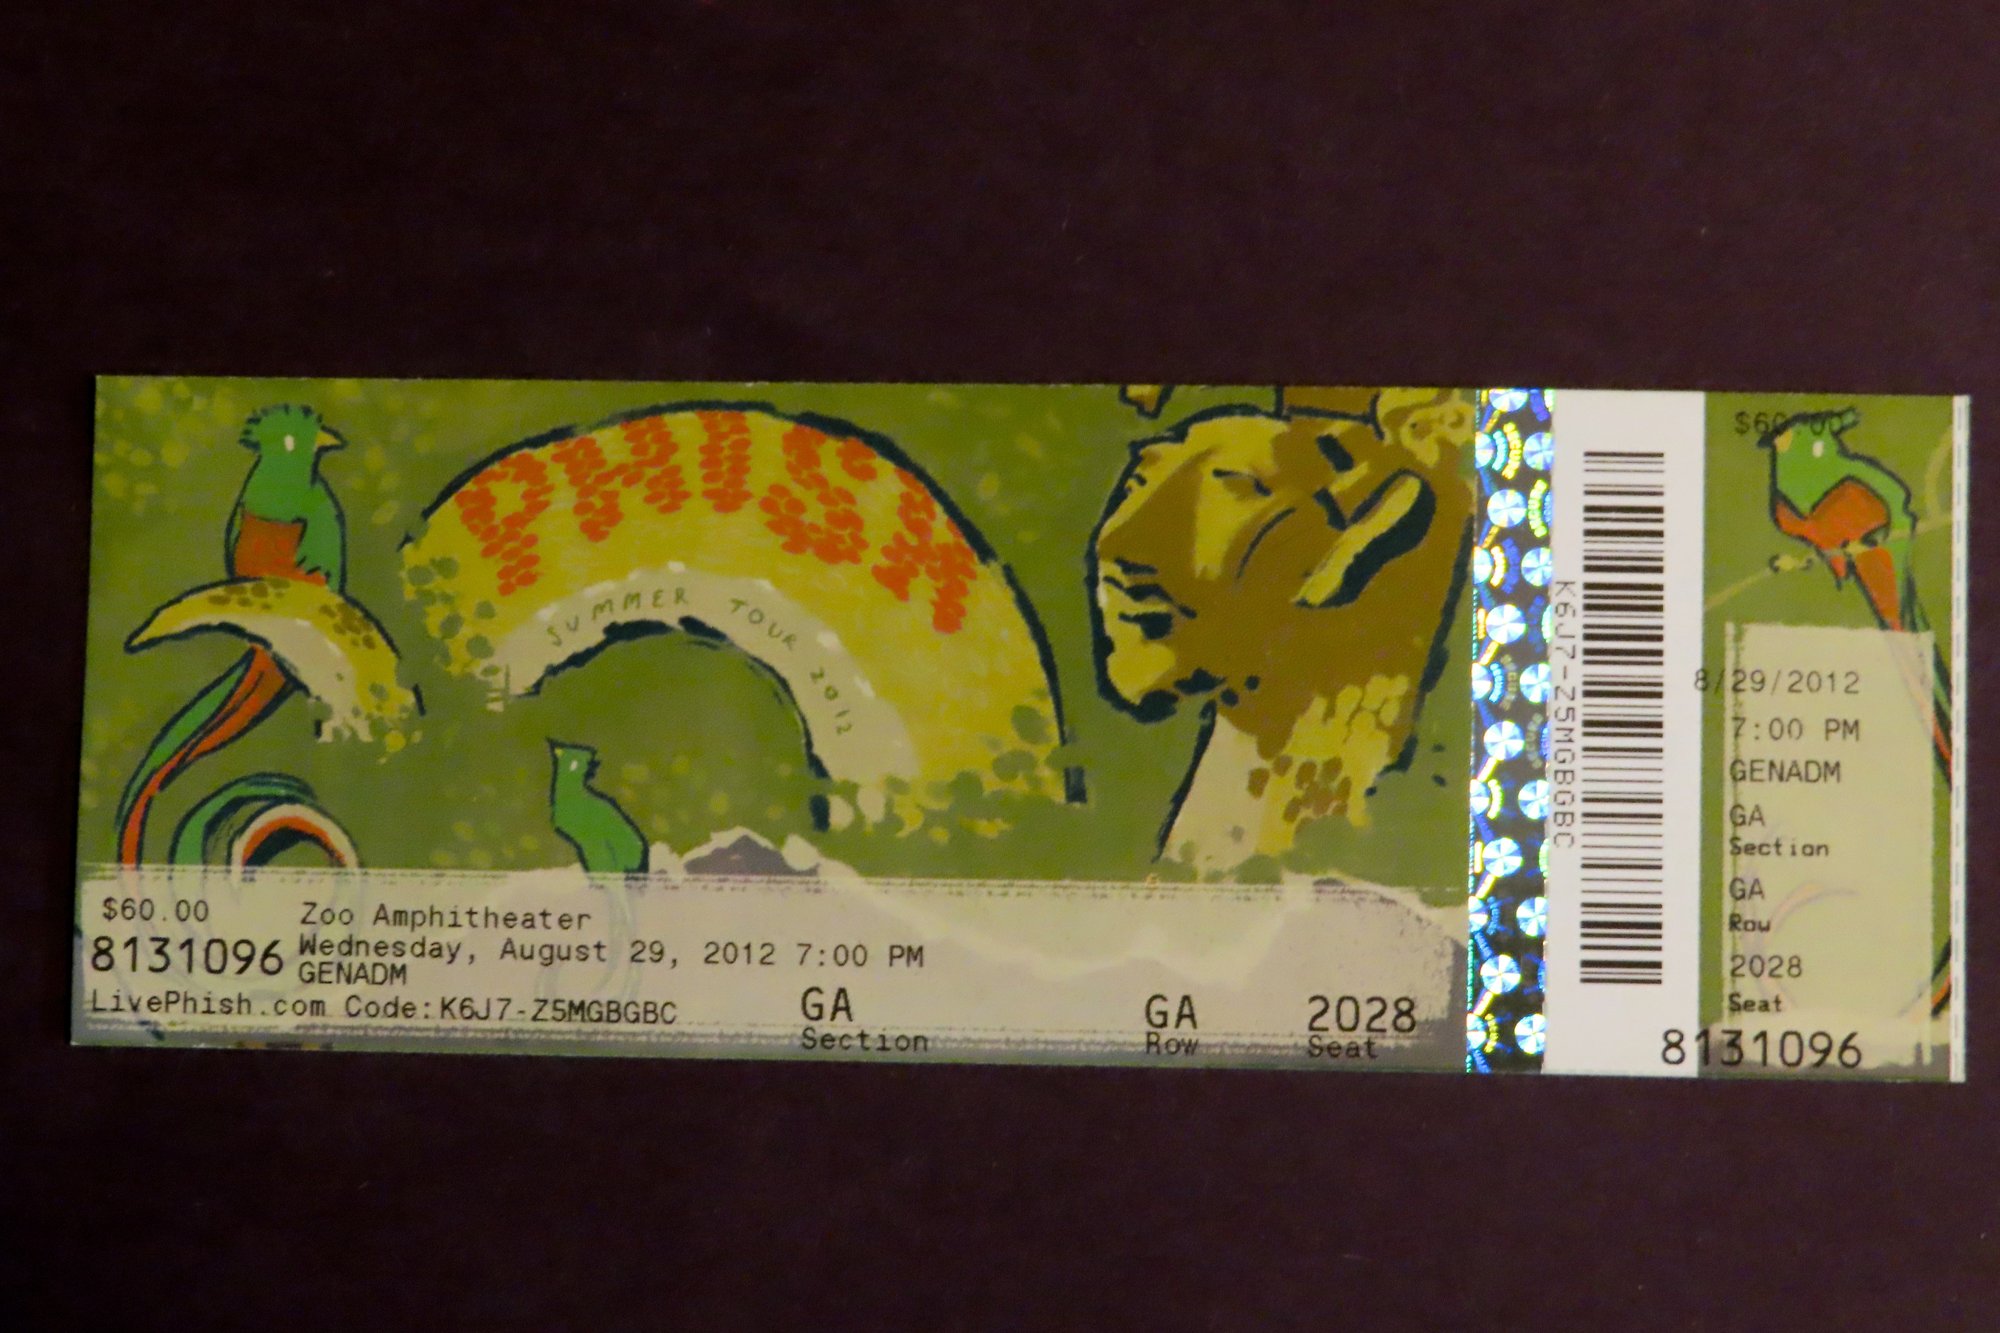 PHISH
SUMMER TOUR 2012
$60.00
Zoo Amphitheater
8131096
Wednesday, August 29, 2012 7:00 PM
GENADM
LivePhish.com Code:K6J7-Z5MGBGBC
GA
Section
GA
Row
2028
Seat
K6J7-Z5MGBGBC
$60.00
8/29/2012
7:00 PM
GENADM
GA
Section
GA
Row
2028
Seat
8131096